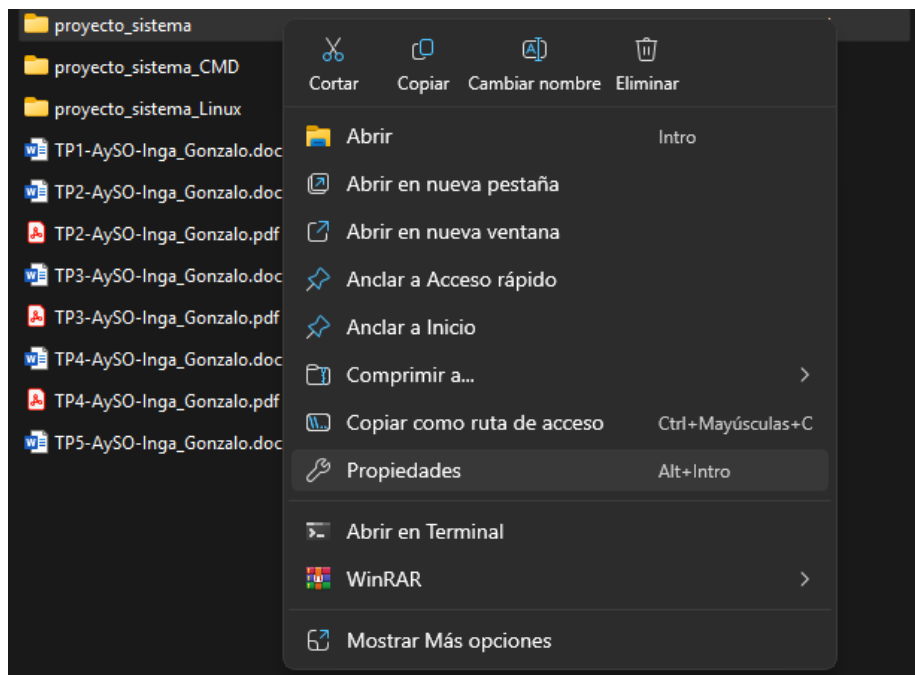 proyecto_sistema
proyecto_sistema_CMD
proyecto_sistema_Linux
TP1-AySO-Inga_Gonzalo.doc
TP2-AySO-Inga_Gonzalo.doc
TP2-AySO-Inga_Gonzalo.pdf
TP3-AySO-Inga_Gonzalo.doc
TP3-AySO-Inga_Gonzalo.pdf
TP4-AySO-Inga_Gonzalo.doc
TP4-AySO-Inga_Gonzalo.pdf
TP5-AySO-Inga_Gonzalo.doc
Cortar Copiar Cambiar nombre Eliminar
Abrir Intro
Abrir en nueva pestaña
Abrir en nueva ventana
Anclar a Acceso rápido
Anclar a Inicio
Comprimir a...
Copiar como ruta de acceso Ctrl+Mayúsculas+C
Propiedades Alt+Intro
Abrir en Terminal
WinRAR
Mostrar Más opciones